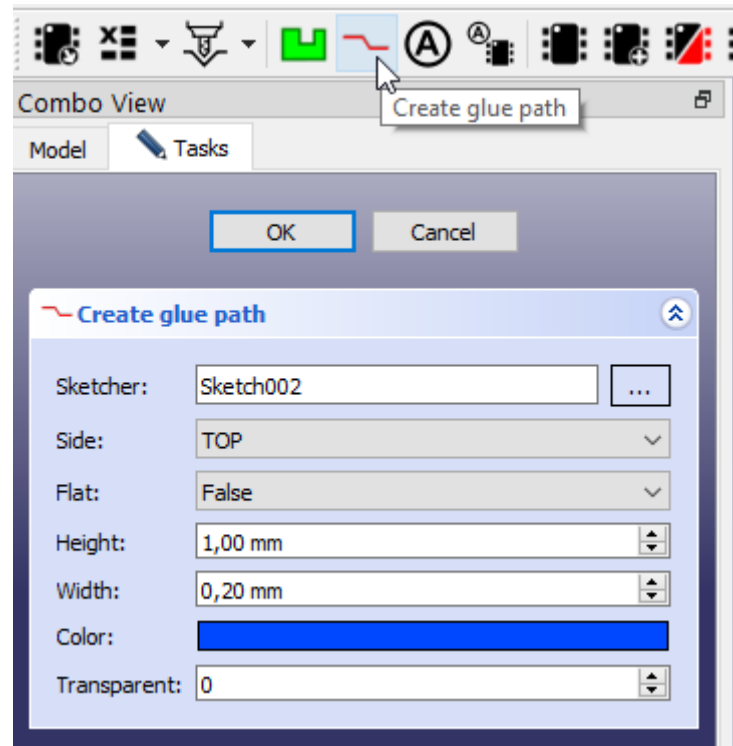 A
A
Combo View
Create glue path
Model
Tasks
OK
Cancel
Create glue path
Sketcher:
Sketch002
...
Side:
TOP
Flat:
False
Height:
1,00 mm
Width:
0,20 mm
Color:
Transparent:
0